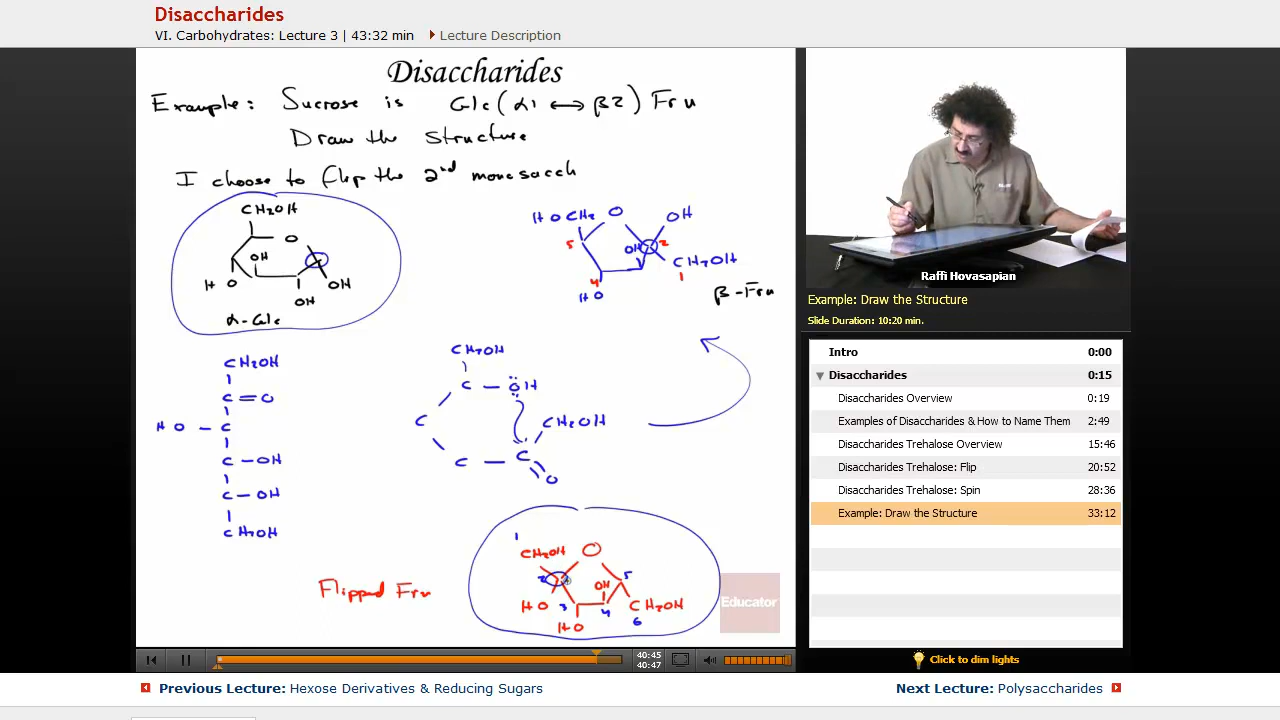 Disaccharides
VI. Carbohydrates: Lecture 3 | 43:32 min
Lecture Description
Disaccharides
Example: Sucrose is Glc(α1 ↔ β2) Fru
Draw the structure
I choose to flip the 2nd monosacch
CH2OH
O
OH
H O
OH
OH
α-Glc
HOCH2 O OH
5 OH 2
CH2OH
4 1
HO
β-Fru
CH2OH
C = O
HO - C
C - OH
C - OH
CH2OH
CH2OH
C - ÖH
C CH2OH
C - C
O
1
CH2OH O
2 OH 5
HO 3 4 CH2OH
HO 6
Flipped Fru
Educator
Raffi Hovasapian
Example: Draw the Structure
Slide Duration: 10:20 min.
Intro 0:00
Disaccharides 0:15
Disaccharides Overview 0:19
Examples of Disaccharides & How to Name Them 2:49
Disaccharides Trehalose Overview 15:46
Disaccharides Trehalose: Flip 20:52
Disaccharides Trehalose: Spin 28:36
Example: Draw the Structure 33:12
40:45
40:47
Click to dim lights
Previous Lecture: Hexose Derivatives & Reducing Sugars
Next Lecture: Polysaccharides